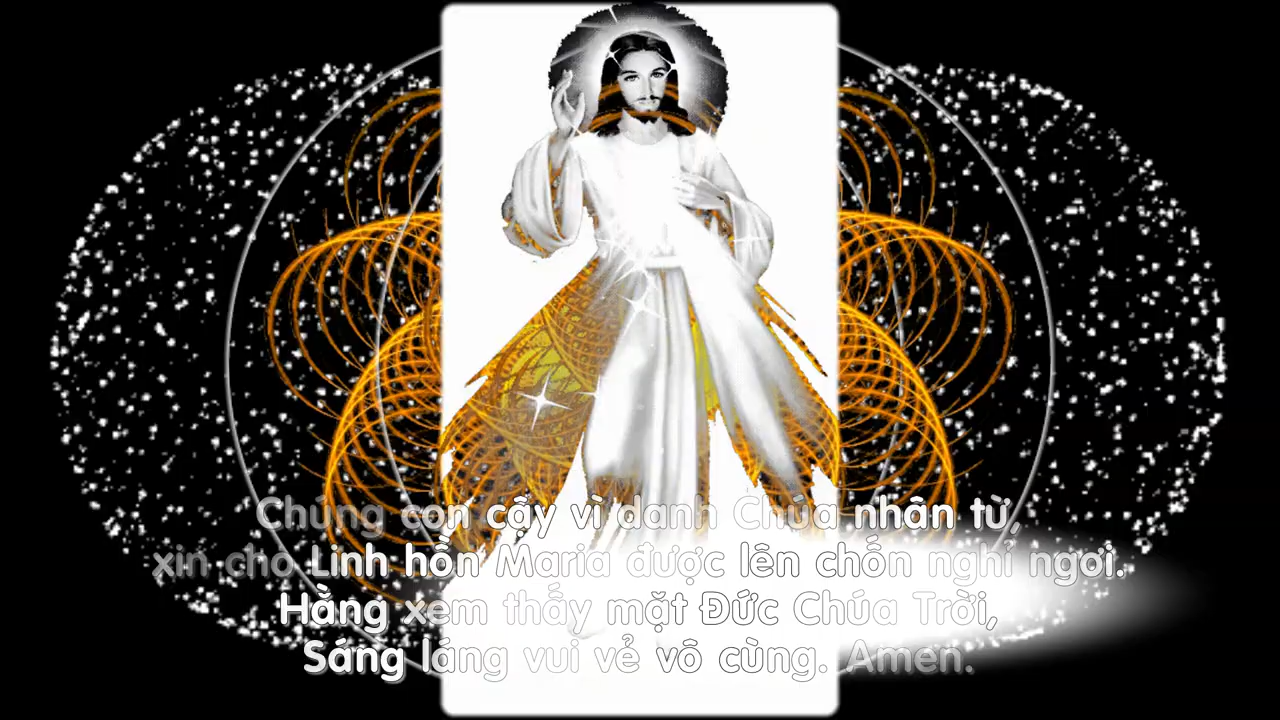 Chúng con cậy vì danh Chúa nhân từ,
xin cho Linh hồn Maria được lên chốn nghỉ ngơi.
Hằng xem thấy mặt Đức Chúa Trời,
Sáng láng vui vẻ vô cùng. Amen.